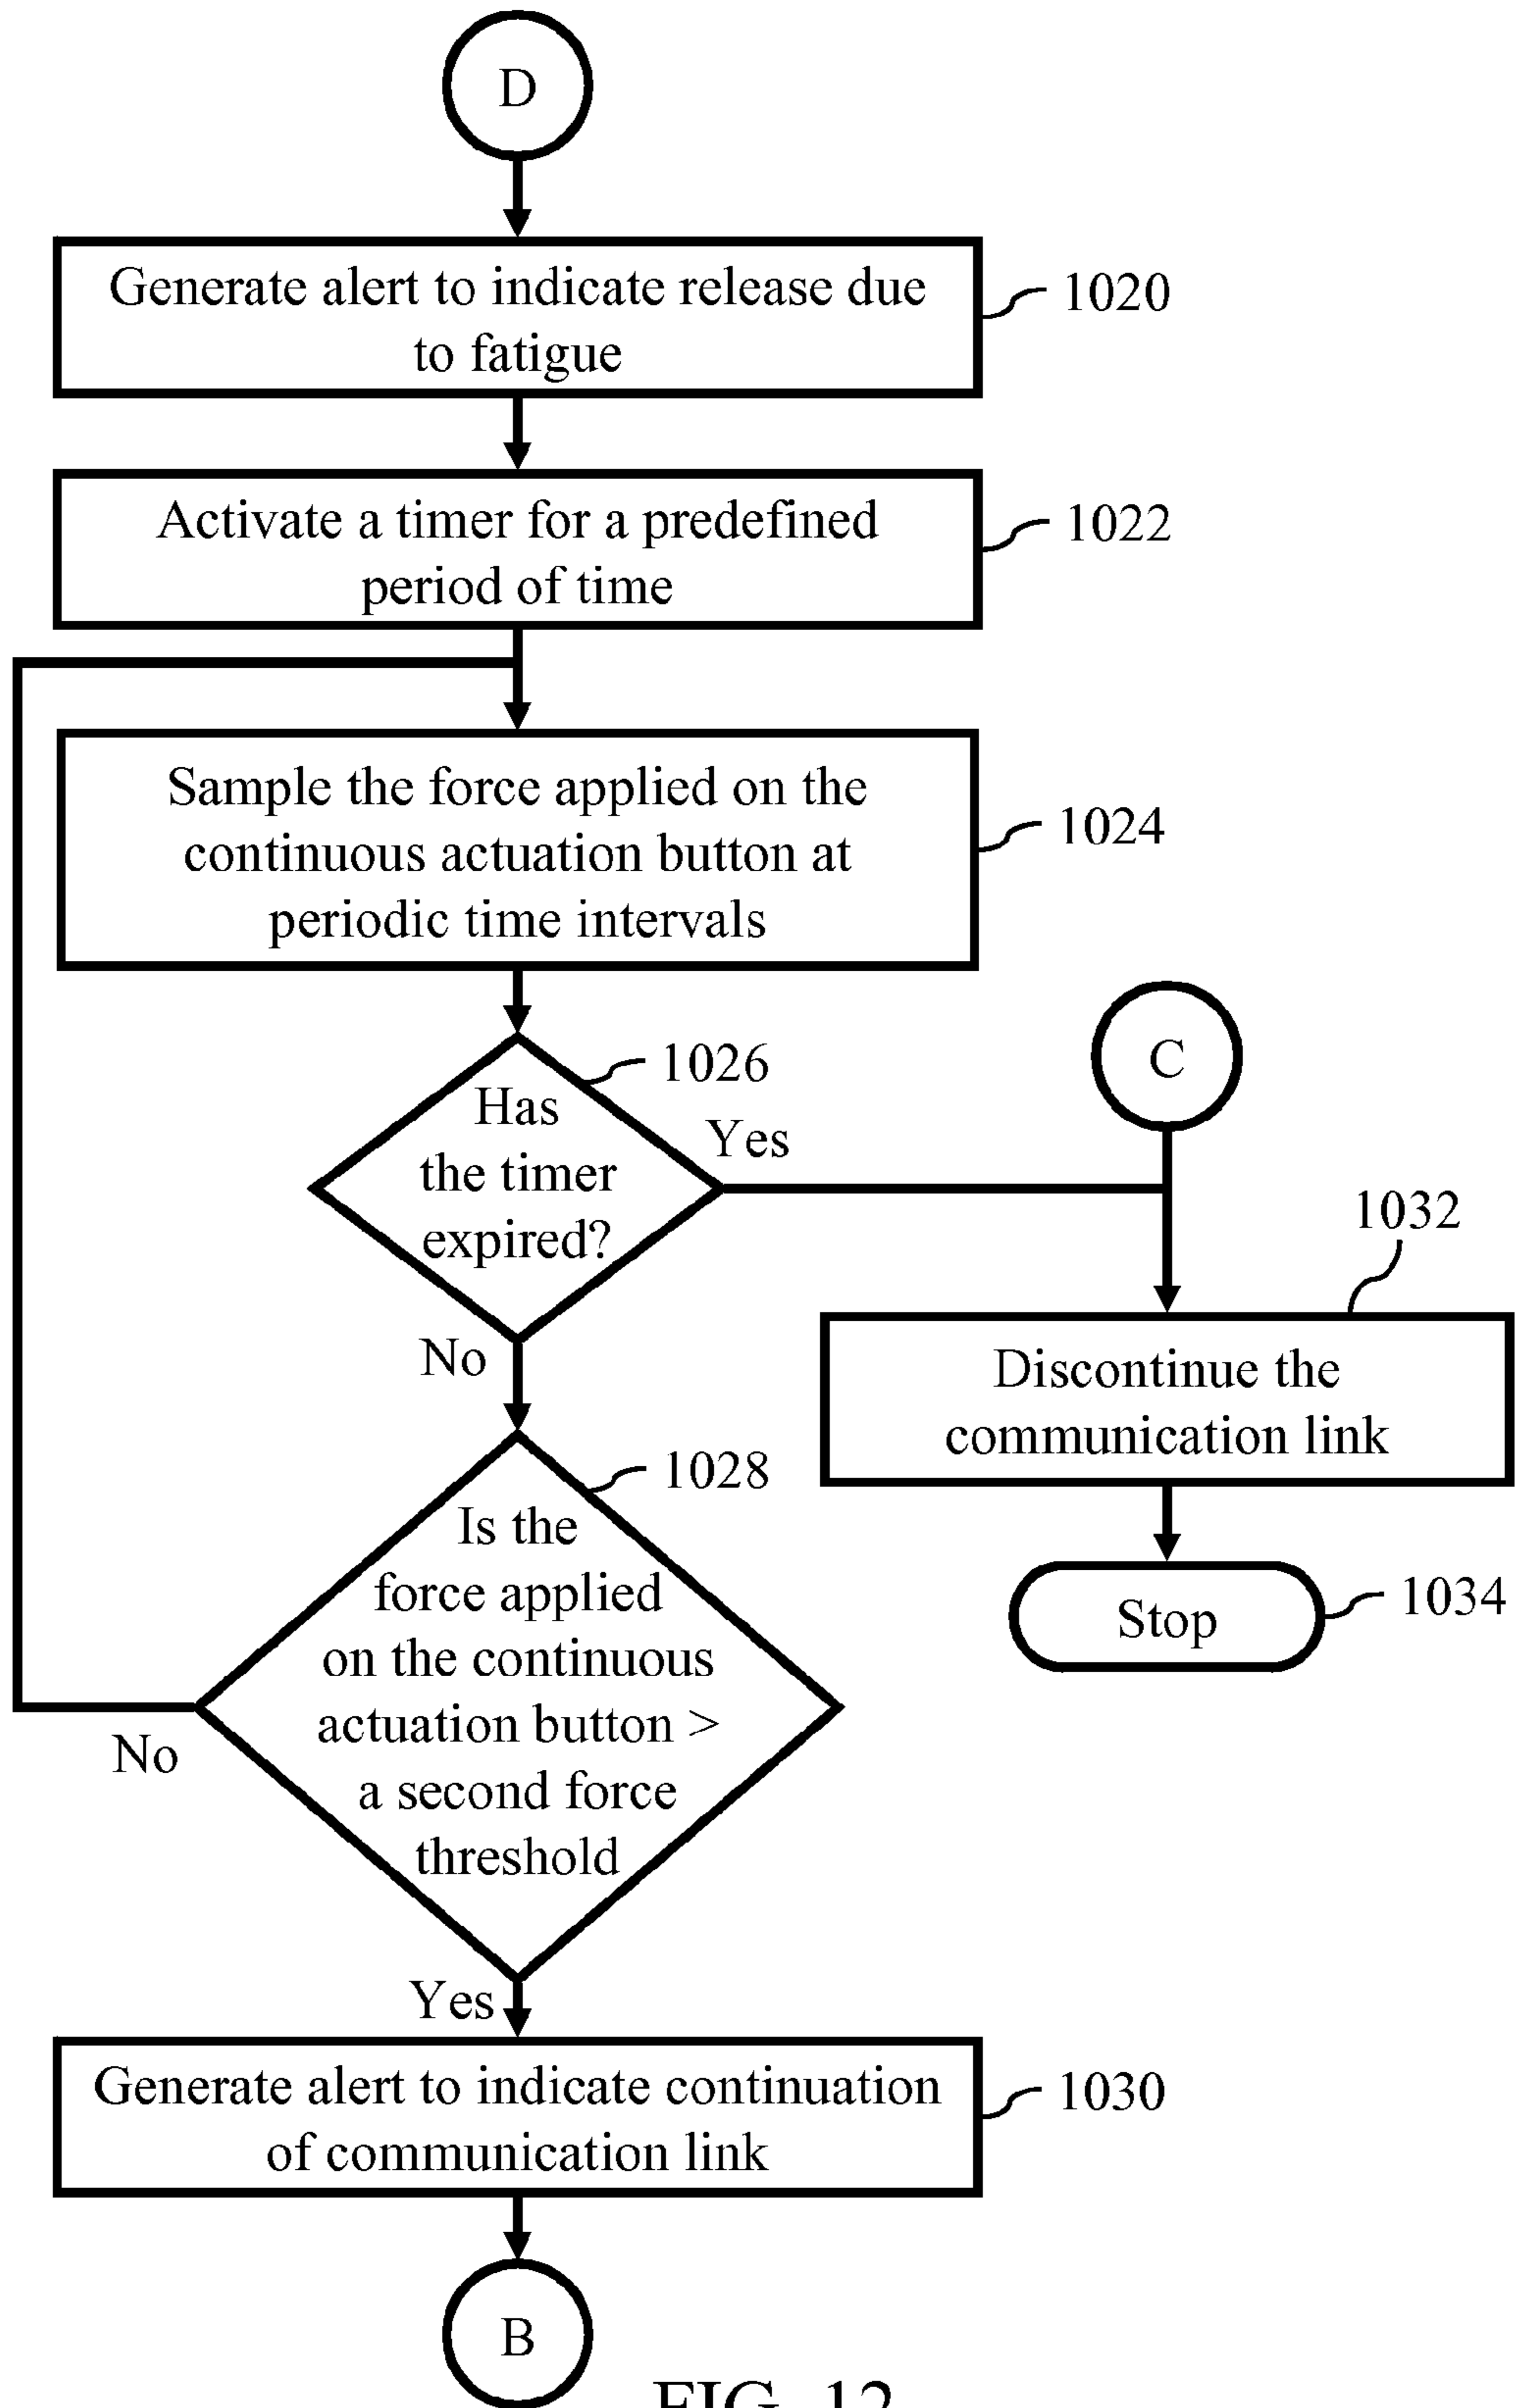 D
Generate alert to indicate release due
to fatigue
1020
Activate a timer for a predefined
period of time
1022
Sample the force applied on the
continuous actuation button at
periodic time intervals
1024
Has
the timer
expired?
1026
Yes
No
C
1032
Discontinue the
communication link
Stop
1034
Is the
force applied
on the continuous
actuation button >
a second force
threshold
1028
No
Yes
Generate alert to indicate continuation
of communication link
1030
B
FIG. 12